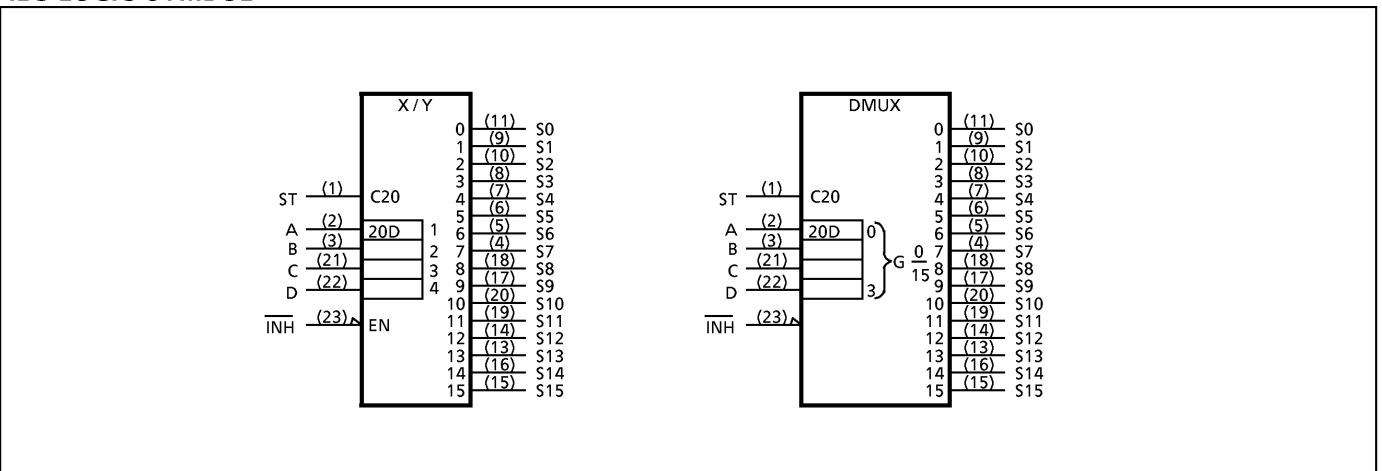 X / Y
0 (11) S0
1 (9) S1
2 (10) S2
3 (8) S3
ST (1) C20 4 (7) S4
5 (6) S5
A (2) 20D 1 6 (5) S6
B (3) 2 7 (4) S7
C (21) 3 8 (18) S8
D (22) 4 9 (17) S9
10 (20) S10
INH (23) EN 11 (19) S11
12 (14) S12
13 (13) S13
14 (16) S14
15 (15) S15
DMUX
0 (11) S0
1 (9) S1
2 (10) S2
3 (8) S3
ST (1) C20 4 (7) S4
5 (6) S5
A (2) 20D 0 6 (5) S6
B (3) G 0 7 (4) S7
C (21) 15 8 (18) S8
D (22) 3 9 (17) S9
10 (20) S10
INH (23) 11 (19) S11
12 (14) S12
13 (13) S13
14 (16) S14
15 (15) S15